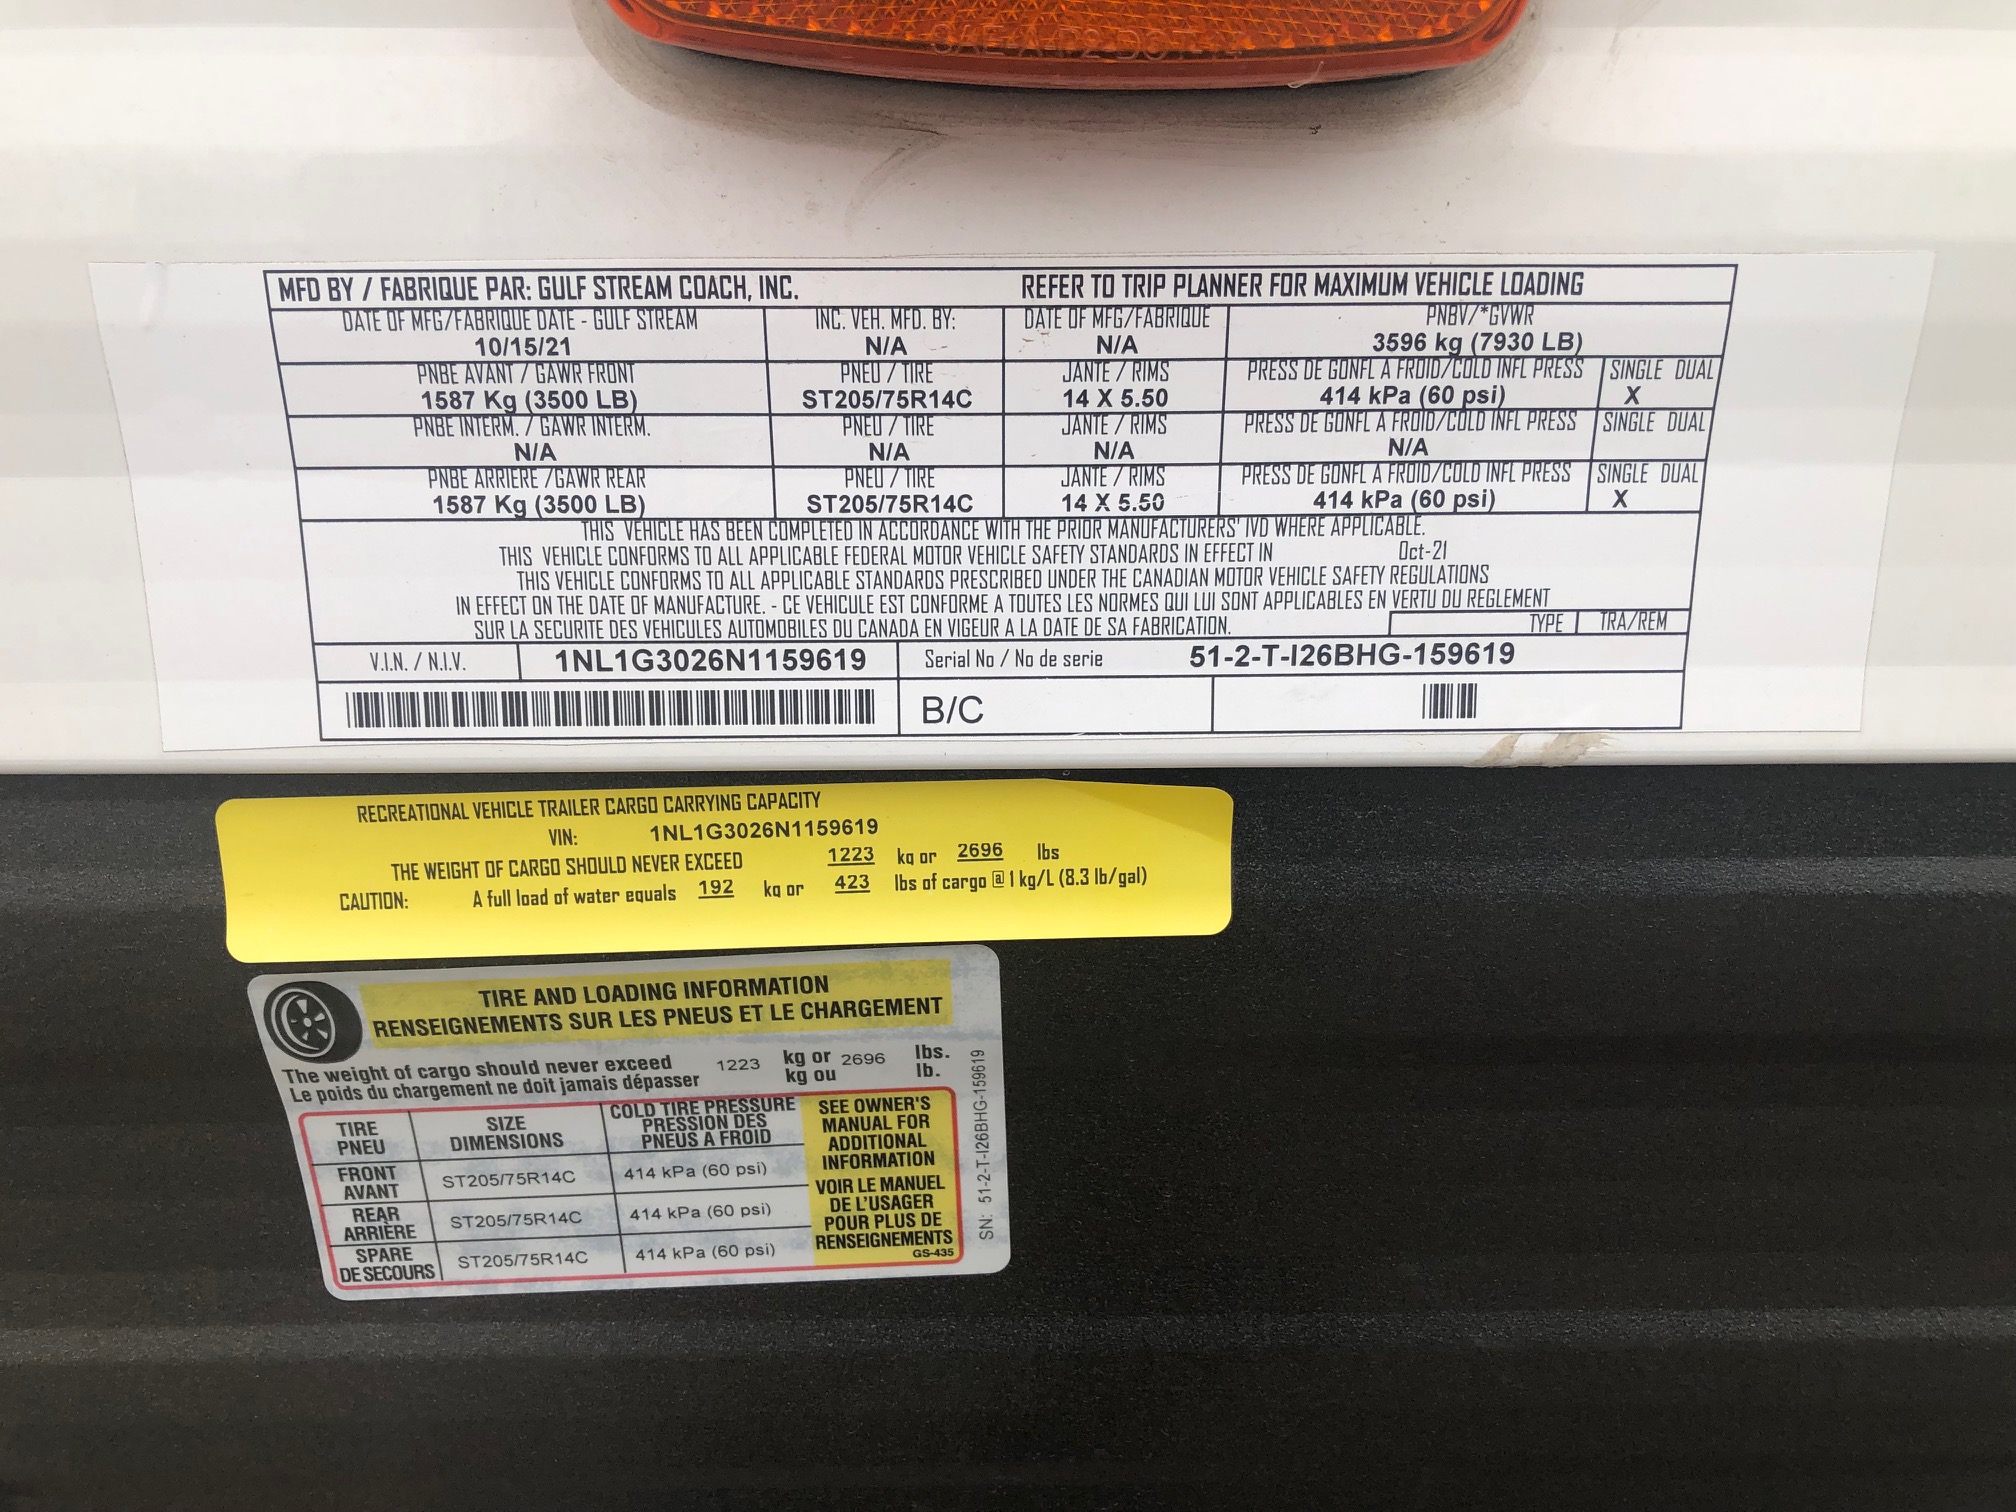 MFD BY / FABRIQUE PAR: GULF STREAM COACH, INC. REFER TO TRIP PLANNER FOR MAXIMUM VEHICLE LOADING
DATE OF MFG/FABRIQUE DATE - GULF STREAM INC. VEH. MFD. BY: DATE OF MFG/FABRIQUE PNBV/*GVWR
10/15/21 N/A N/A 3596 kg (7930 LB)
PNBE AVANT / GAWR FRONT PNEU / TIRE JANTE / RIMS PRESS DE GONFL A FROID/COLD INFL PRESS SINGLE DUAL
1587 Kg (3500 LB) ST205/75R14C 14 X 5.50 414 kPa (60 psi) X
PNBE INTERM. / GAWR INTERM. PNEU / TIRE JANTE / RIMS PRESS DE GONFL A FROID/COLD INFL PRESS SINGLE DUAL
N/A N/A N/A N/A
PNBE ARRIERE /GAWR REAR PNEU / TIRE JANTE / RIMS PRESS DE GONFL A FROID/COLD INFL PRESS SINGLE DUAL
1587 Kg (3500 LB) ST205/75R14C 14 X 5.50 414 kPa (60 psi) X
THIS VEHICLE HAS BEEN COMPLETED IN ACCORDANCE WITH THE PRIOR MANUFACTURERS' IVD WHERE APPLICABLE.
THIS VEHICLE CONFORMS TO ALL APPLICABLE FEDERAL MOTOR VEHICLE SAFETY STANDARDS IN EFFECT IN Oct-21
THIS VEHICLE CONFORMS TO ALL APPLICABLE STANDARDS PRESCRIBED UNDER THE CANADIAN MOTOR VEHICLE SAFETY REGULATIONS
IN EFFECT ON THE DATE OF MANUFACTURE. - CE VEHICULE EST CONFORME A TOUTES LES NORMES QUI LUI SONT APPLICABLES EN VERTU DU REGLEMENT
SUR LA SECURITE DES VEHICULES AUTOMOBILES DU CANADA EN VIGEUR A LA DATE DE SA FABRICATION. TYPE TRA/REM
V.I.N. / N.I.V. 1NL1G3026N1159619 Serial No / No de serie 51-2-T-I26BHG-159619
B/C
RECREATIONAL VEHICLE TRAILER CARGO CARRYING CAPACITY
VIN: 1NL1G3026N1159619
THE WEIGHT OF CARGO SHOULD NEVER EXCEED 1223 kg or 2696 lbs
CAUTION: A full load of water equals 192 kg or 423 lbs of cargo @ 1 kg/L (8.3 lb/gal)
TIRE AND LOADING INFORMATION
RENSEIGNEMENTS SUR LES PNEUS ET LE CHARGEMENT
The weight of cargo should never exceed 1223 kg or 2696 lbs.
Le poids du chargement ne doit jamais dépasser kg ou lb.
TIRE
PNEU
SIZE
DIMENSIONS
COLD TIRE PRESSURE
PRESSION DES
PNEUS A FROID
FRONT
AVANT
ST205/75R14C 414 kPa (60 psi)
REAR
ARRIÈRE
ST205/75R14C 414 kPa (60 psi)
SPARE
DE SECOURS
ST205/75R14C 414 kPa (60 psi)
SEE OWNER'S
MANUAL FOR
ADDITIONAL
INFORMATION
VOIR LE MANUEL
DE L'USAGER
POUR PLUS DE
RENSEIGNEMENTS
GS-435
SN: 51-2-T-I26BHG-159619